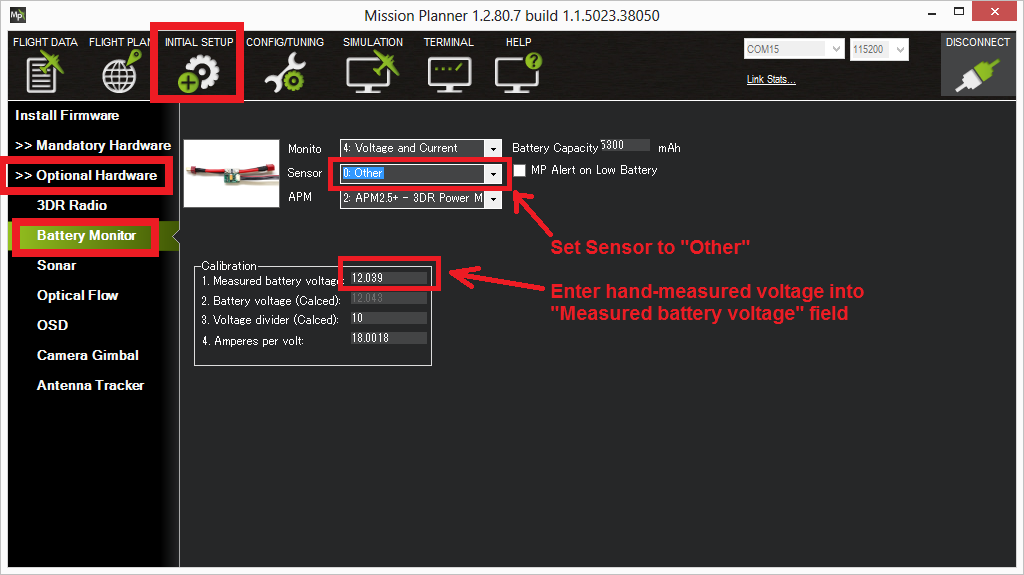 Mp
Mission Planner 1.2.80.7 build 1.1.5023.38050
FLIGHT DATA FLIGHT PLAN INITIAL SETUP CONFIG/TUNING SIMULATION TERMINAL HELP
COM15 115200 DISCONNECT
Link Stats...
Install Firmware
>> Mandatory Hardware
>> Optional Hardware
3DR Radio
Battery Monitor
Sonar
Optical Flow
OSD
Camera Gimbal
Antenna Tracker
Monito 4: Voltage and Current Battery Capacity 5300 mAh
Sensor 0: Other MP Alert on Low Battery
APM 2: APM2.5+ - 3DR Power M
Set Sensor to "Other"
Calibration
1. Measured battery voltage: 12.039
2. Battery voltage (Calced): 12.043
3. Voltage divider (Calced): 10
4. Amperes per volt: 18.0018
Enter hand-measured voltage into
"Measured battery voltage" field